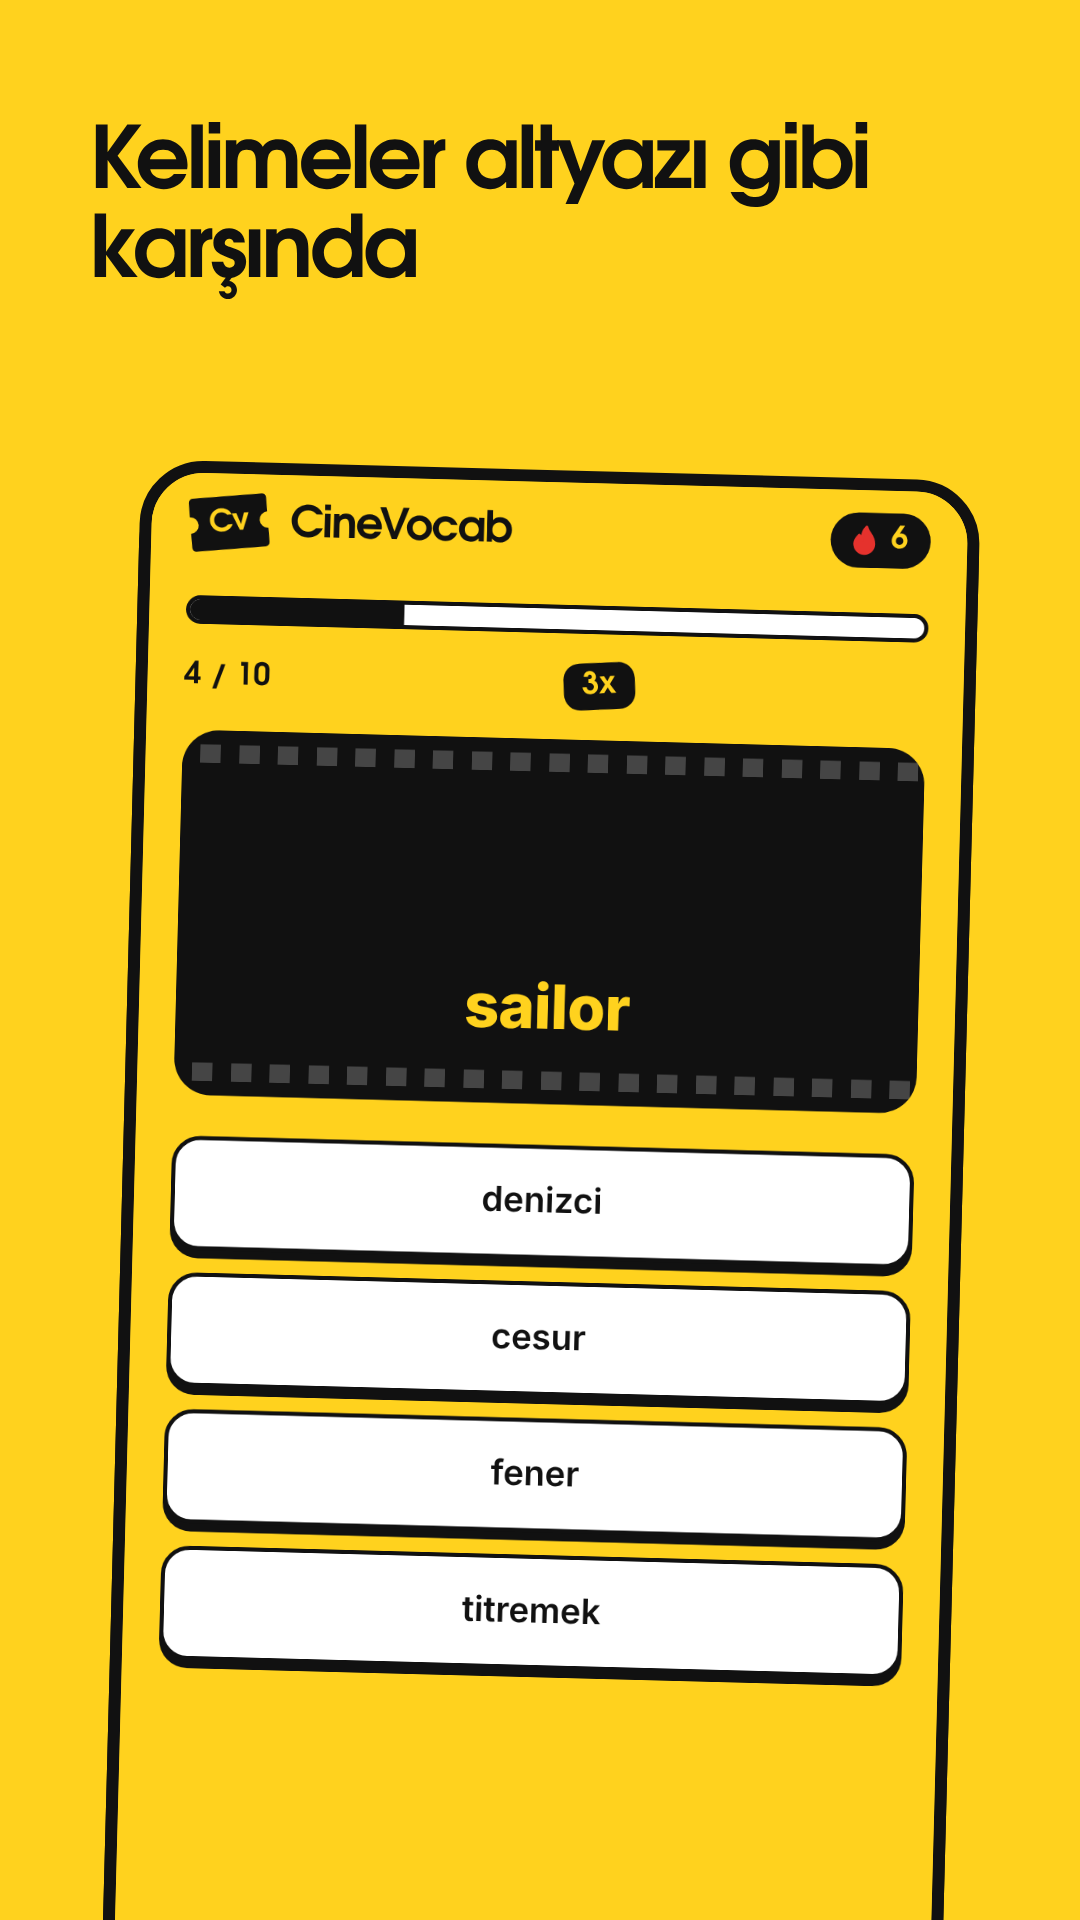 Kelimeler altyazı gibi
karşında
Cv CineVocab 6
4 / 10 3x
sailor
denizci
cesur
fener
titremek